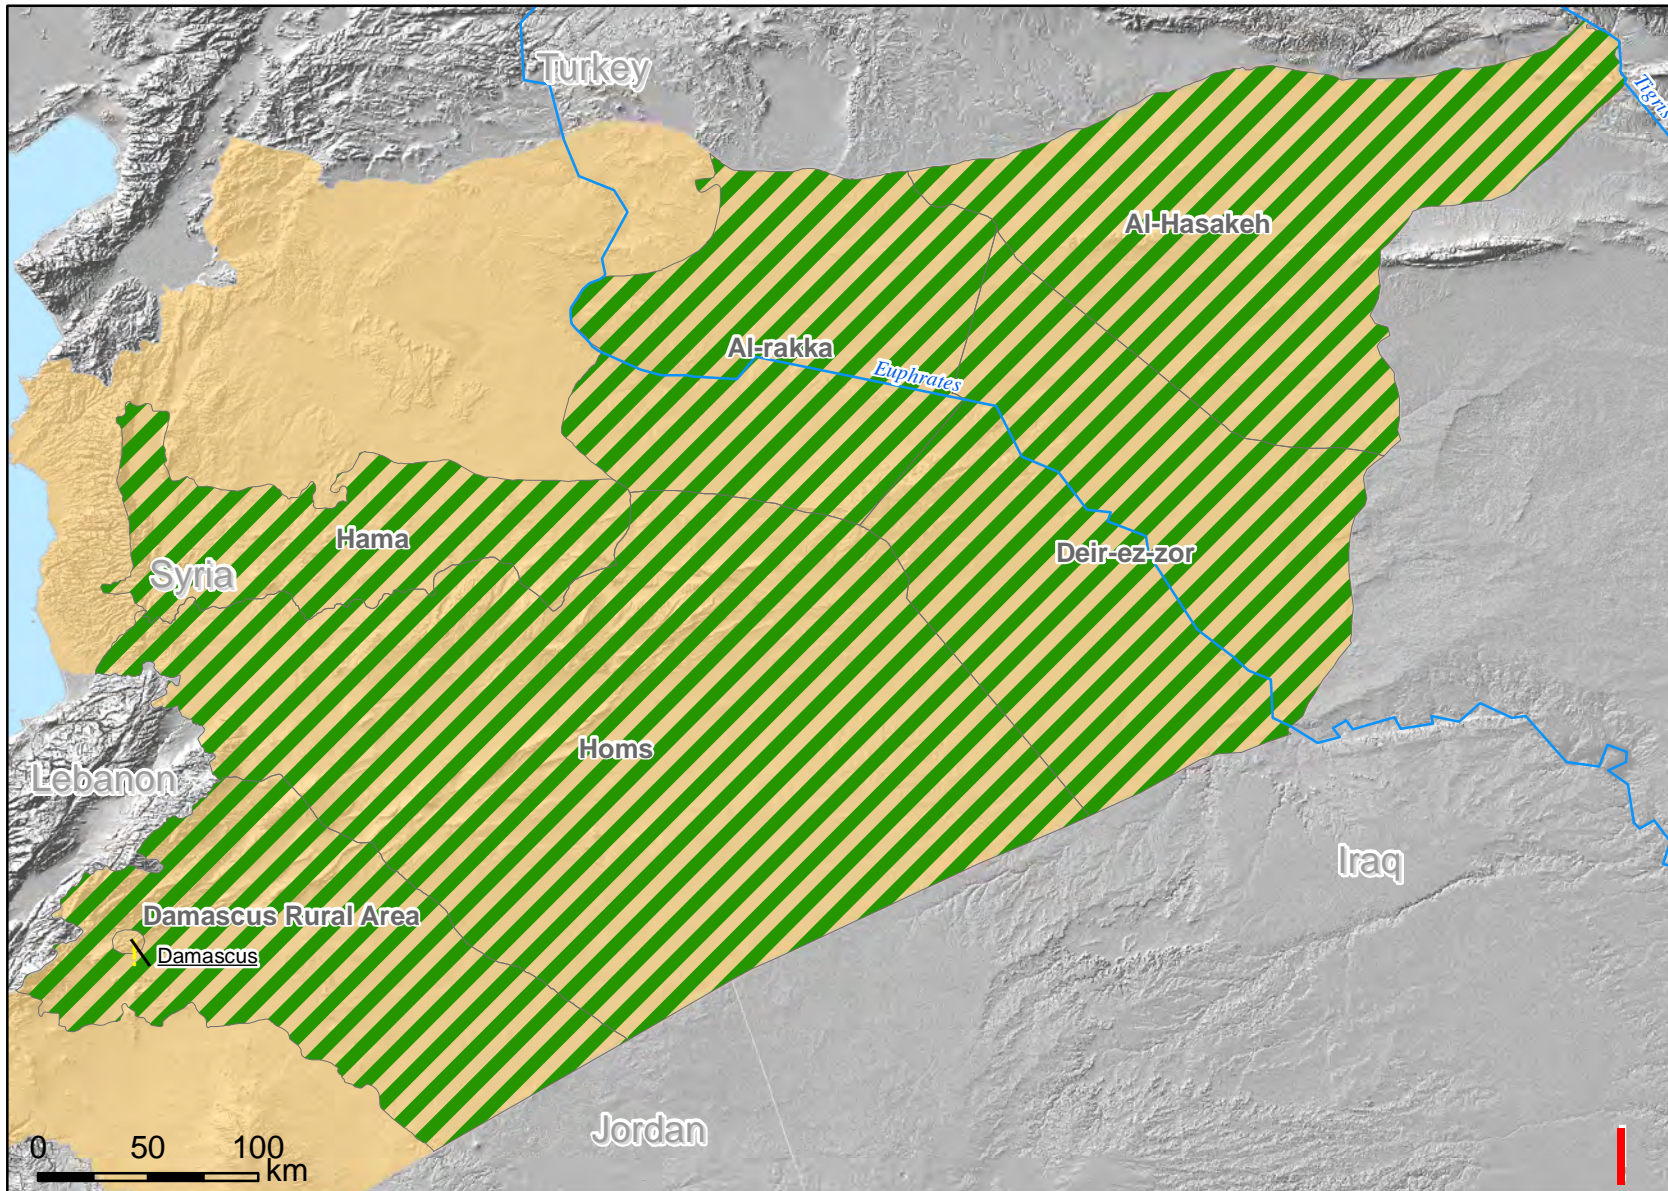 Turkey
Tigris
Al-Hasakeh
Al-rakka
Euphrates
Hama
Deir-ez-zor
Syria
Homs
Lebanon
Iraq
Damascus Rural Area
Damascus
Jordan
0 50 100
km